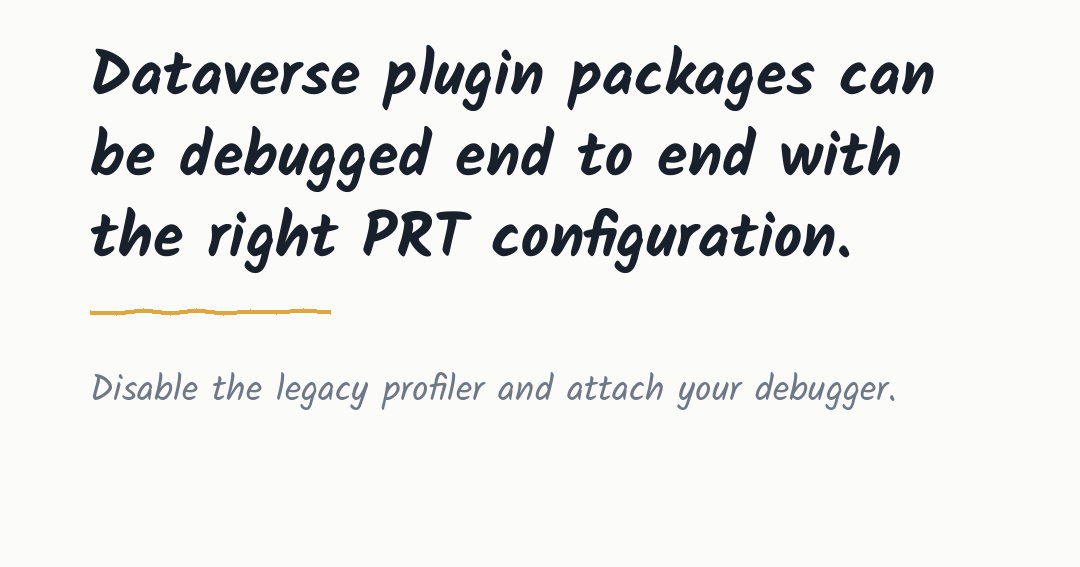 Dataverse plugin packages can
be debugged end to end with
the right PRT configuration.
Disable the legacy profiler and attach your debugger.